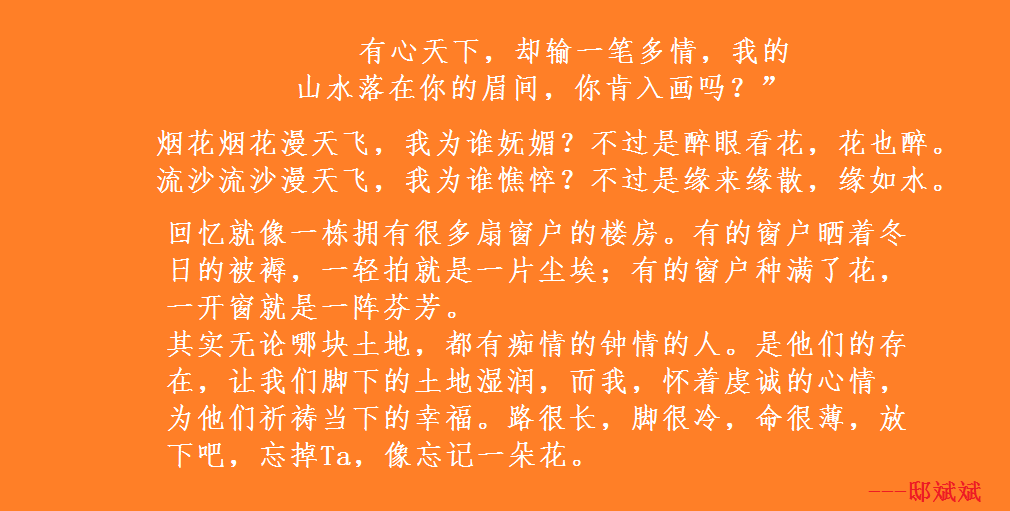 有心天下，却输一笔多情，我的
山水落在你的眉间，你肯入画吗？”
烟花烟花漫天飞，我为谁妩媚？不过是醉眼看花，花也醉。
流沙流沙漫天飞，我为谁憔悴？不过是缘来缘散，缘如水。
回忆就像一栋拥有很多扇窗户的楼房。有的窗户晒着冬
日的被褥，一轻拍就是一片尘埃；有的窗户种满了花，
一开窗就是一阵芬芳。
其实无论哪块土地，都有痴情的钟情的人。是他们的存
在，让我们脚下的土地湿润，而我，怀着虔诚的心情，
为他们祈祷当下的幸福。路很长，脚很冷，命很薄，放
下吧，忘掉Ta，像忘记一朵花。
---邸斌斌